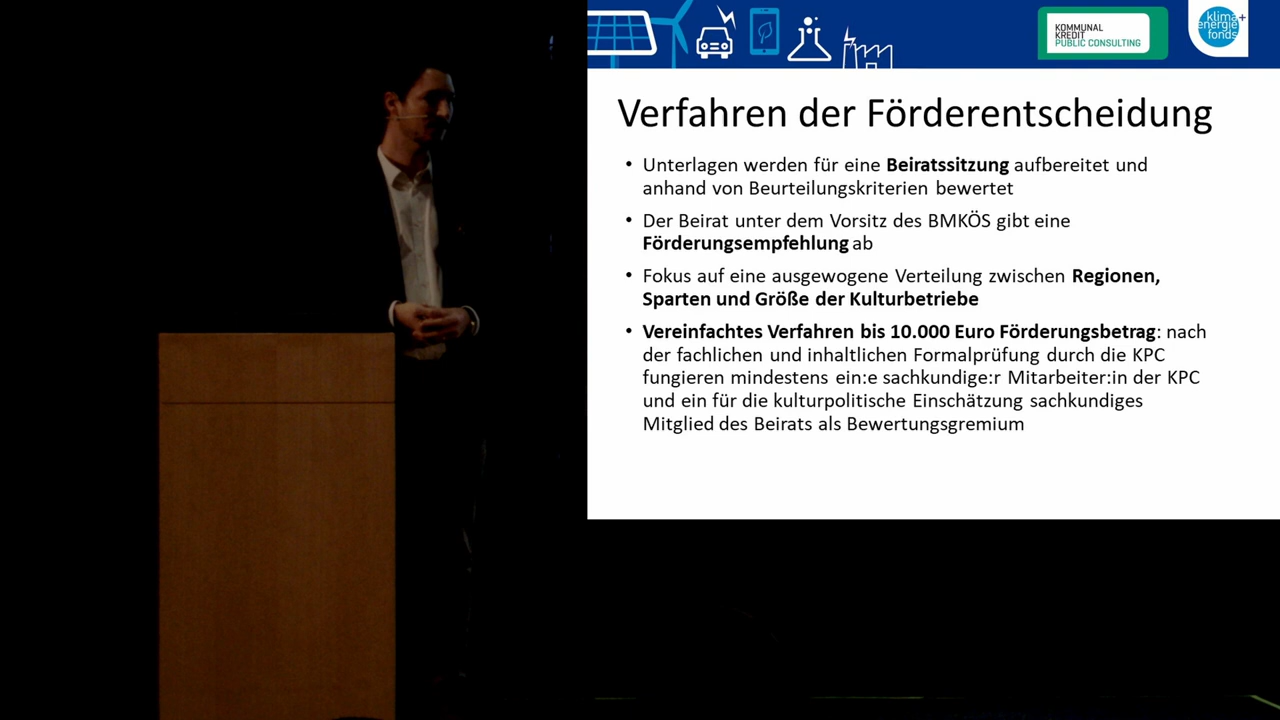 KOMMUNAL
KREDIT
PUBLIC CONSULTING
klima+
energie
fonds
Verfahren der Förderentscheidung
• Unterlagen werden für eine Beiratssitzung aufbereitet und
anhand von Beurteilungskriterien bewertet
• Der Beirat unter dem Vorsitz des BMKÖS gibt eine
Förderungsempfehlung ab
• Fokus auf eine ausgewogene Verteilung zwischen Regionen,
Sparten und Größe der Kulturbetriebe
• Vereinfachtes Verfahren bis 10.000 Euro Förderungsbetrag: nach
der fachlichen und inhaltlichen Formalprüfung durch die KPC
fungieren mindestens ein:e sachkundige:r Mitarbeiter:in der KPC
und ein für die kulturpolitische Einschätzung sachkundiges
Mitglied des Beirats als Bewertungsgremium